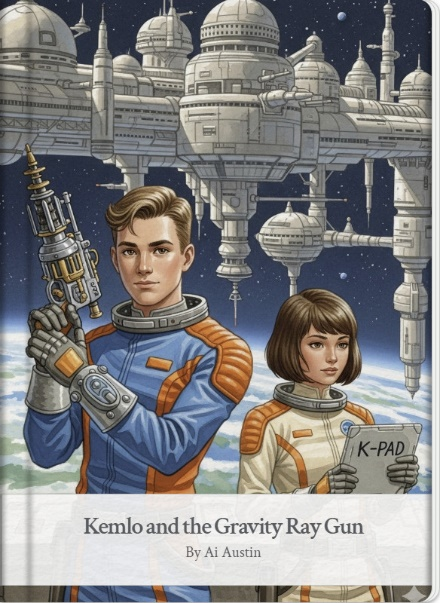 K-PAD
Kemlo and the Gravity Ray Gun
By Ai Austin